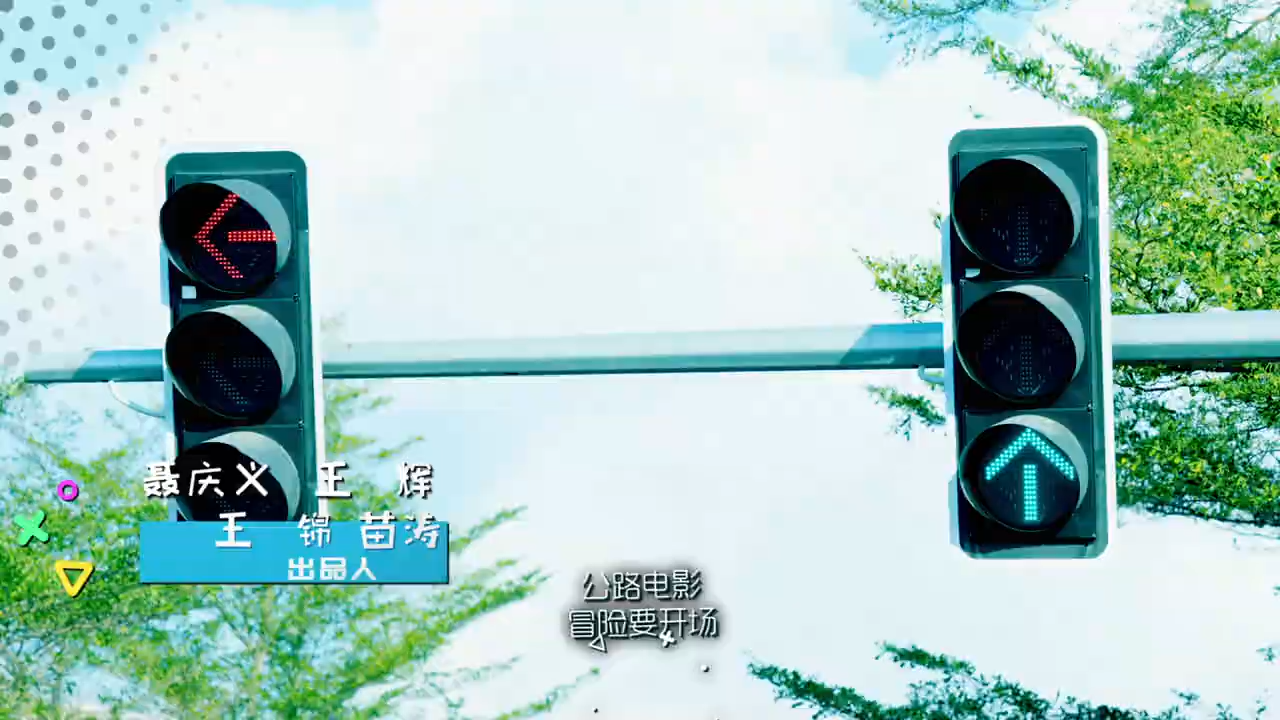 聂庆义 王 辉
王 锦 苗涛
出品人
公路电影
冒险要开场